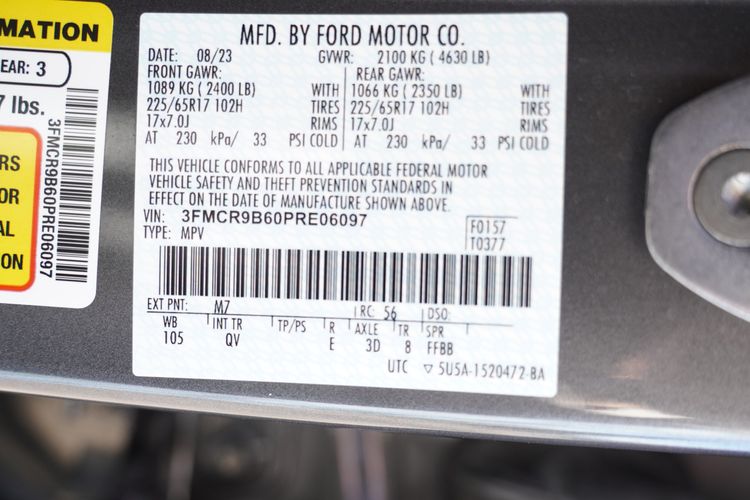 MATION
EAR: 3
7 lbs.
RS
OR
AL
ON
3FMCR9B60PRE06097
MFD. BY FORD MOTOR CO.
DATE: 08/23 GVWR: 2100 KG ( 4630 LB)
FRONT GAWR: REAR GAWR:
1089 KG (2400 LB) WITH 1066 KG (2350 LB) WITH
225/65R17 102H TIRES 225/65R17 102H TIRES
17x7.0J RIMS 17x7.0J RIMS
AT 230 kPa/ 33 PSI COLD AT 230 kPa/ 33 PSI COLD
THIS VEHICLE CONFORMS TO ALL APPLICABLE FEDERAL MOTOR
VEHICLE SAFETY AND THEFT PREVENTION STANDARDS IN
EFFECT ON THE DATE OF MANUFACTURE SHOWN ABOVE.
VIN: 3FMCR9B60PRE06097 F0157
TYPE: MPV T0377
EXT PNT: M7 RC: 56 DSO:
WB INT TR TP/PS R AXLE TR SPR
105 QV E 3D 8 FFBB
UTC ▽ 5U5A-1520472-BA